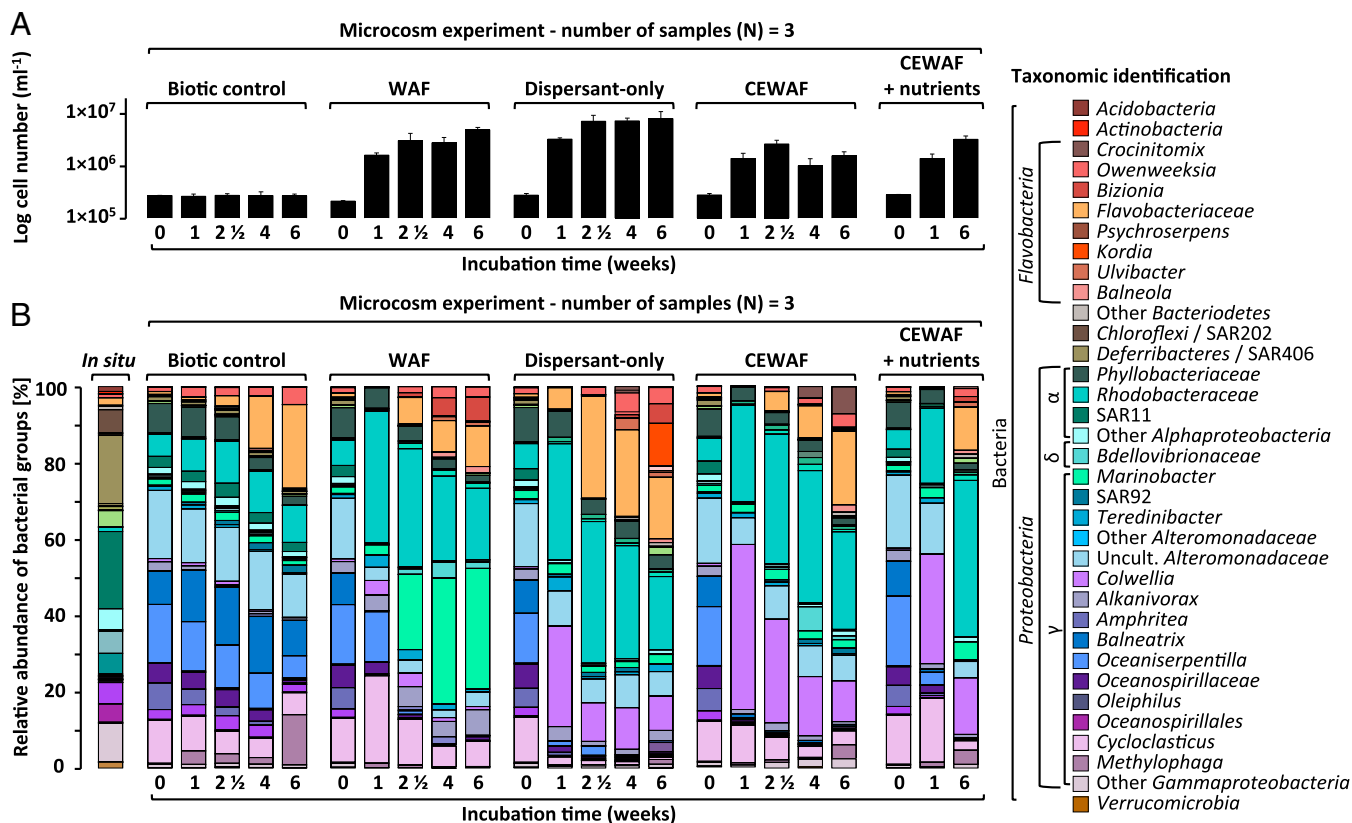 A
Microcosm experiment - number of samples (N) = 3
Biotic control
WAF
Dispersant-only
CEWAF
CEWAF
+ nutrients
Log cell number (ml-1)
1×10⁷
1×10⁶
1×10⁵
0 1 2 ½ 4 6 0 1 2 ½ 4 6 0 1 2 ½ 4 6 0 1 2 ½ 4 6 0 1 6
Incubation time (weeks)
B
Microcosm experiment - number of samples (N) = 3
In situ
Biotic control
WAF
Dispersant-only
CEWAF
CEWAF
+ nutrients
Relative abundance of bacterial groups [%]
100
80
60
40
20
0
0 1 2 ½ 4 6 0 1 2 ½ 4 6 0 1 2 ½ 4 6 0 1 2 ½ 4 6 0 1 6
Incubation time (weeks)
Taxonomic identification
Bacteria
Flavobacteria
Proteobacteria
α
δ
γ
Acidobacteria
Actinobacteria
Crocinitomix
Owenweeksia
Bizionia
Flavobacteriaceae
Psychroserpens
Kordia
Ulvibacter
Balneola
Other Bacteriodetes
Chloroflexi / SAR202
Deferribacteres / SAR406
Phyllobacteriaceae
Rhodobacteraceae
SAR11
Other Alphaproteobacteria
Bdellovibrionaceae
Marinobacter
SAR92
Teredinibacter
Other Alteromonadaceae
Uncult. Alteromonadaceae
Colwellia
Alkanivorax
Amphritea
Balneatrix
Oceaniserpentilla
Oceanospirillaceae
Oleiphilus
Oceanospirillales
Cycloclasticus
Methylophaga
Other Gammaproteobacteria
Verrucomicrobia